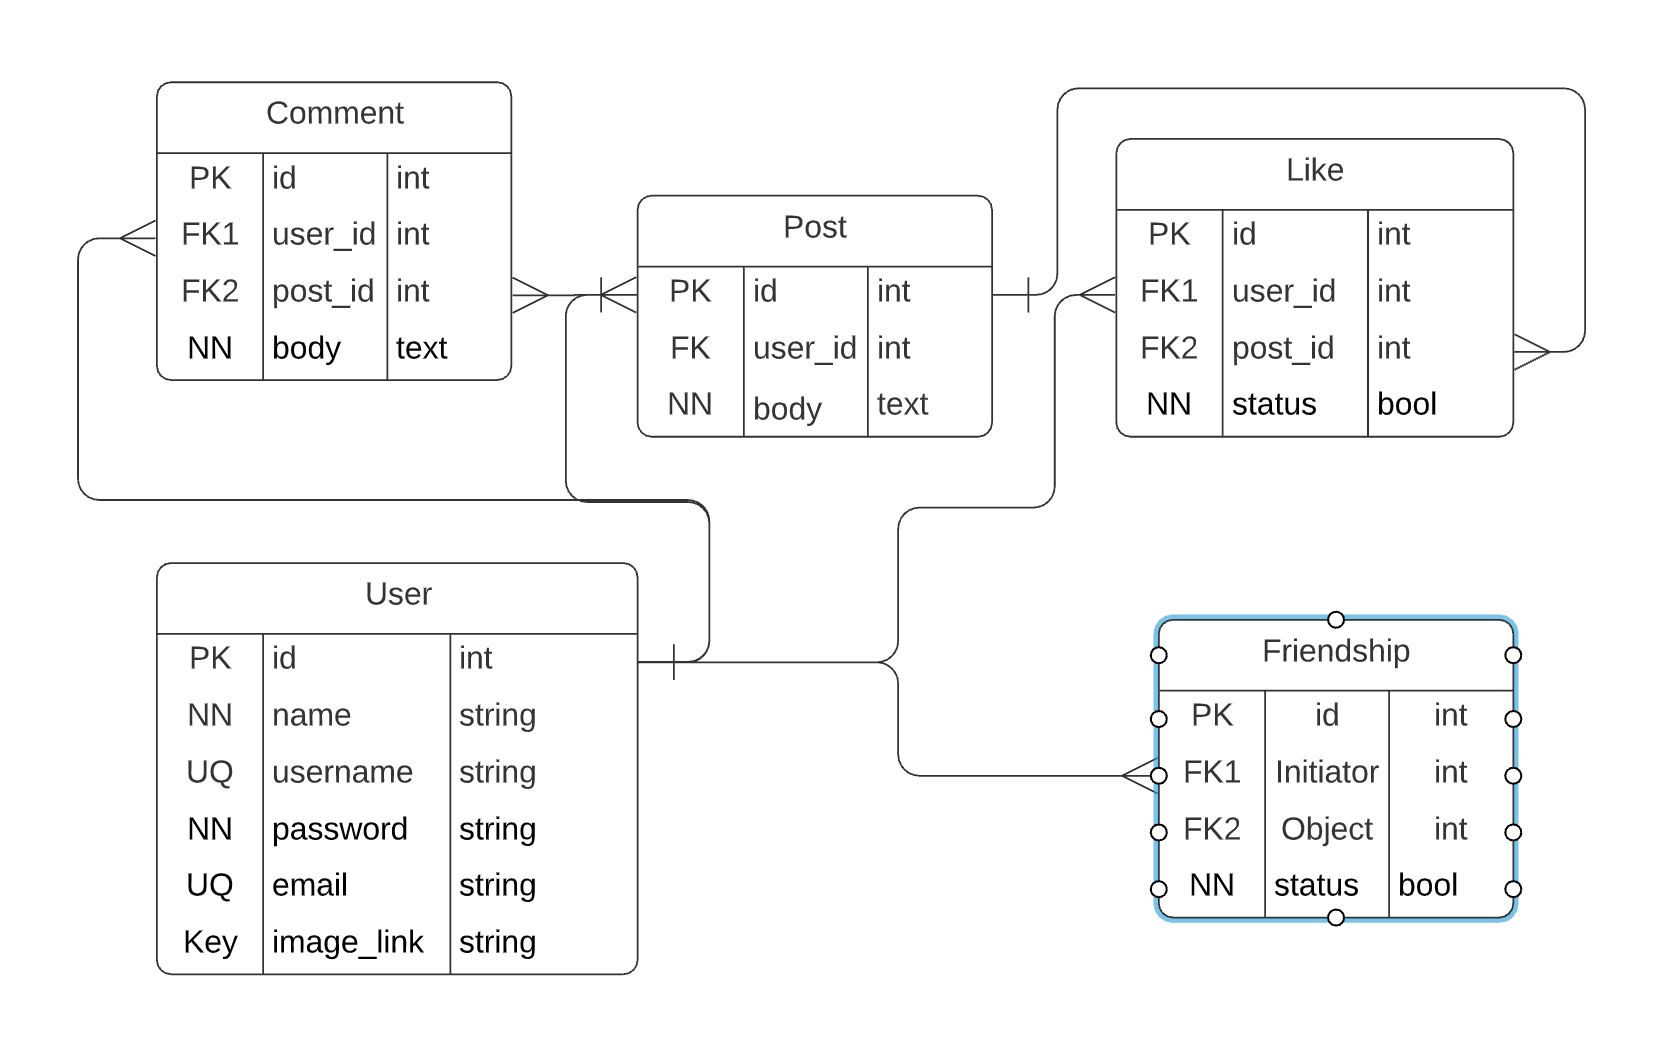 Comment
PK id int
FK1 user_id int
FK2 post_id int
NN body text
Post
PK id int
FK user_id int
NN body text
Like
PK id int
FK1 user_id int
FK2 post_id int
NN status bool
User
PK id int
NN name string
UQ username string
NN password string
UQ email string
Key image_link string
Friendship
PK id int
FK1 Initiator int
FK2 Object int
NN status bool